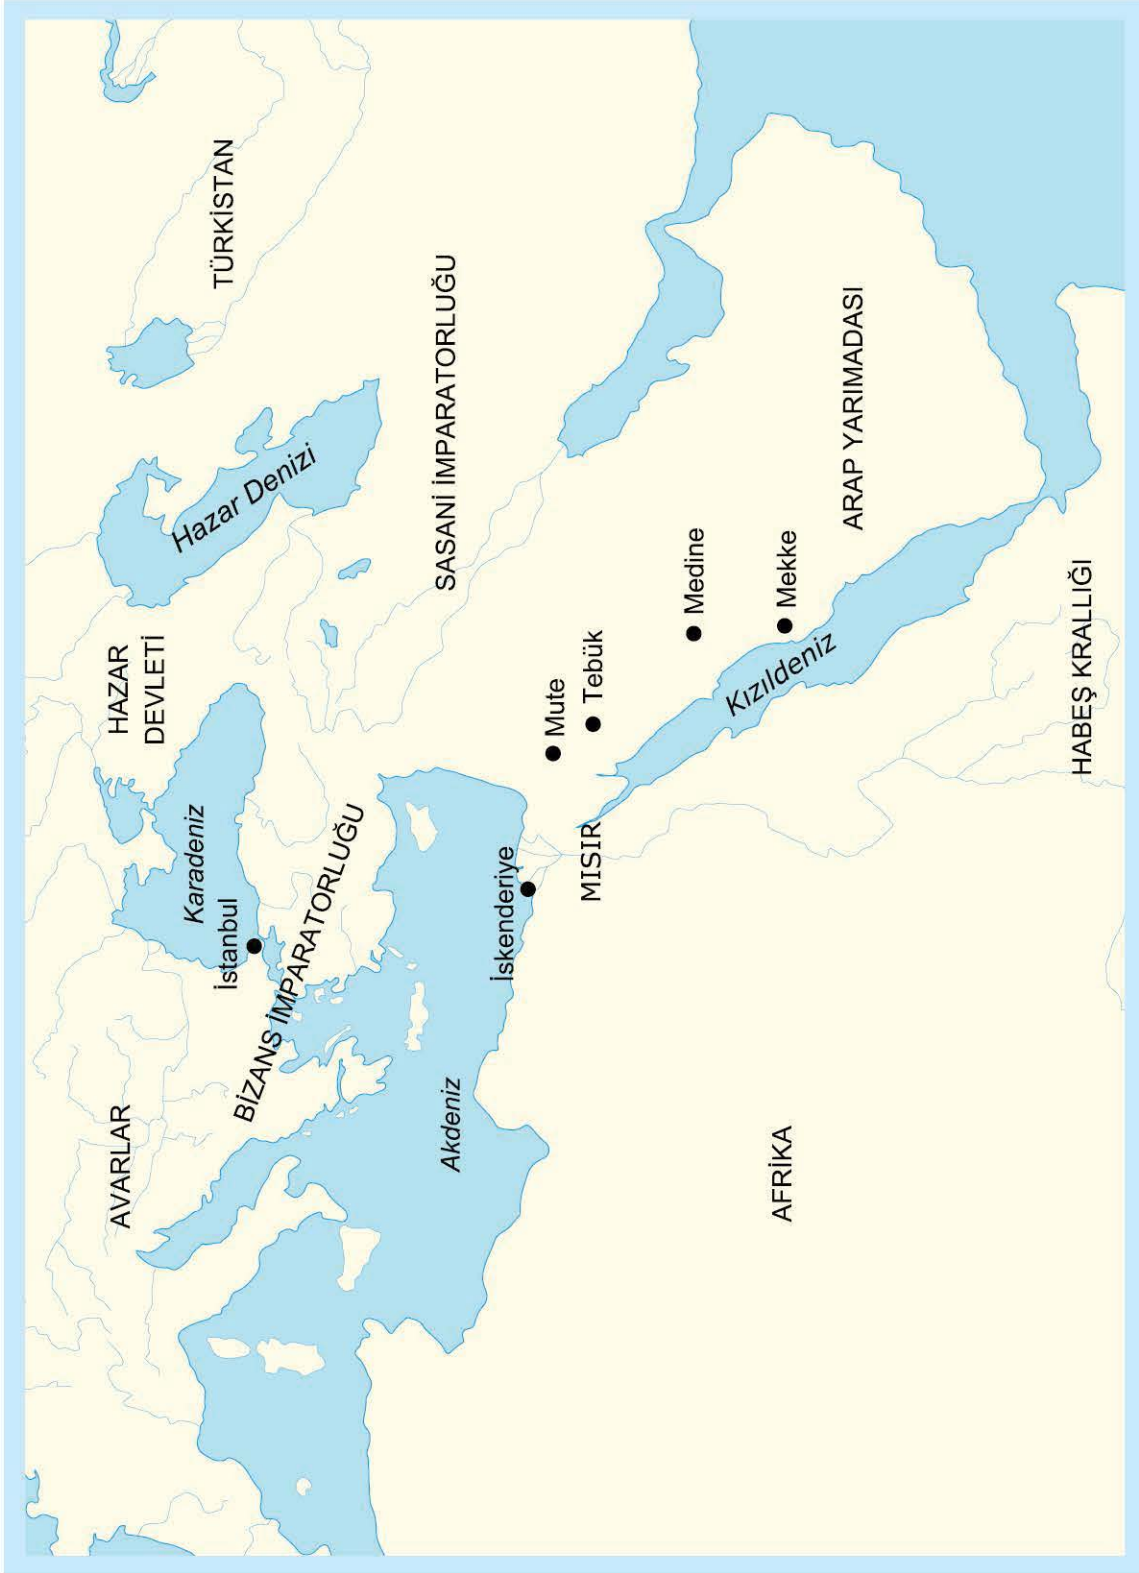 AVARLAR
HAZAR
DEVLETİ
TÜRKİSTAN
Karadeniz
İstanbul
Hazar Denizi
BİZANS İMPARATORLUĞU
SASANİ İMPARATORLUĞU
Akdeniz
İskenderiye
Mute
Tebük
MISIR
Medine
Mekke
Kızıldeniz
ARAP YARIMADASI
AFRİKA
HABEŞ KRALLIĞI